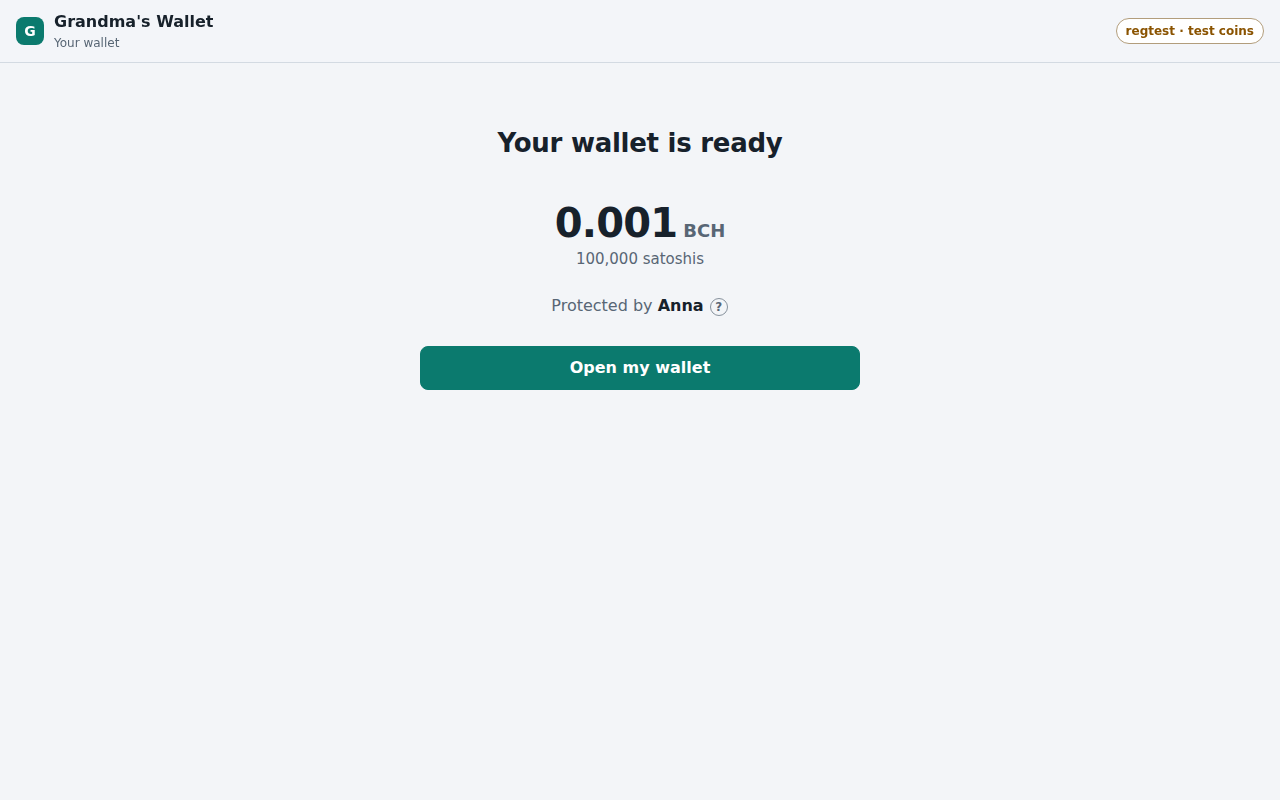 G
Grandma's Wallet
Your wallet
regtest · test coins
Your wallet is ready
0.001 BCH
100,000 satoshis
Protected by Anna ?
Open my wallet